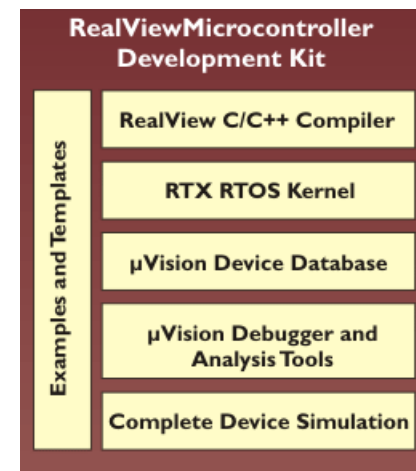 RealViewMicrocontroller
Development Kit
Examples and Templates
RealView C/C++ Compiler
RTX RTOS Kernel
µVision Device Database
µVision Debugger and
Analysis Tools
Complete Device Simulation